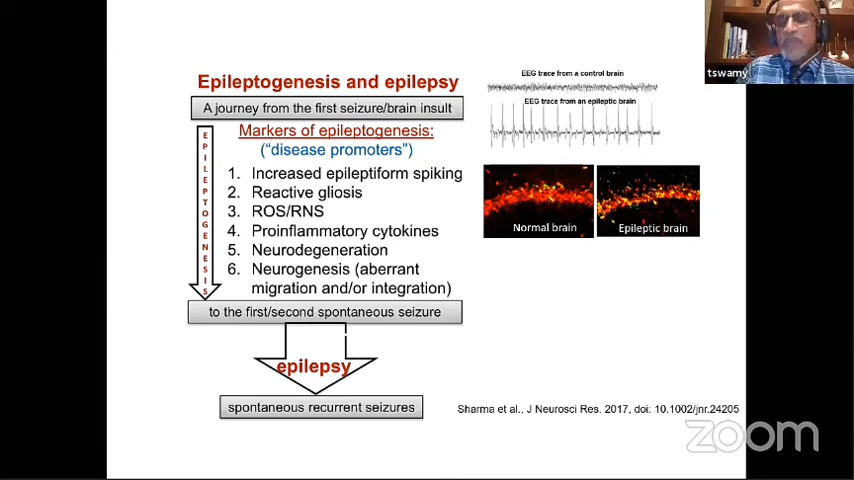 tswamy
Epileptogenesis and epilepsy
A journey from the first seizure/brain insult
EPILEPTOGENESIS
Markers of epileptogenesis:
("disease promoters")
1. Increased epileptiform spiking
2. Reactive gliosis
3. ROS/RNS
4. Proinflammatory cytokines
5. Neurodegeneration
6. Neurogenesis (aberrant
migration and/or integration)
to the first/second spontaneous seizure
epilepsy
spontaneous recurrent seizures
EEG trace from a control brain
EEG trace from an epileptic brain
Normal brain
Epileptic brain
Sharma et al., J Neurosci Res. 2017, doi: 10.1002/jnr.24205
zoom